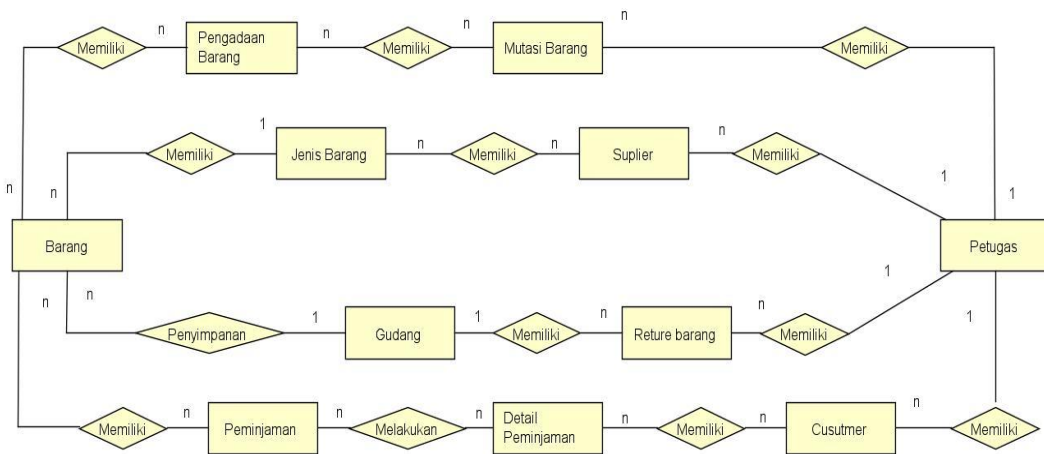 n
n
n
n
n
Memiliki
Pengadaan
Barang
Memiliki
Mutasi Barang
Memiliki
1
n
n
n
Memiliki
Jenis Barang
Memiliki
Suplier
Memiliki
n
n
1
1
Barang
Petugas
n
n
1
n
1
1
n
n
1
Penyimpanan
Gudang
Memiliki
Reture barang
Memiliki
n
n
n
n
n
n
n
Memiliki
Peminjaman
Melakukan
Detail
Peminjaman
Memiliki
Cusutmer
Memiliki